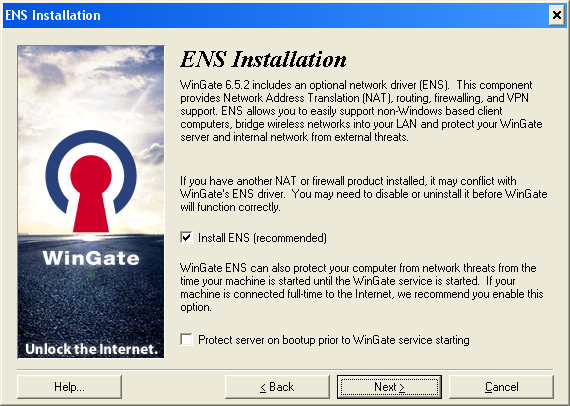 ENS Installation
ENS Installation
WinGate 6.5.2 includes an optional network driver (ENS). This component
provides Network Address Translation (NAT), routing, firewalling, and VPN
support. ENS allows you to easily support non-Windows based client
computers, bridge wireless networks into your LAN and protect your WinGate
server and internal network from external threats.
If you have another NAT or firewall product installed, it may conflict with
WinGate's ENS driver. You may need to disable or uninstall it before WinGate
will function correctly.
Install ENS (recommended)
WinGate ENS can also protect your computer from network threats from the
time your machine is started until the WinGate service is started. If your
machine is connected full-time to the Internet, we recommend you enable this
option.
Protect server on bootup prior to WinGate service starting
WinGate
Unlock the Internet.
Help...
< Back
Next >
Cancel